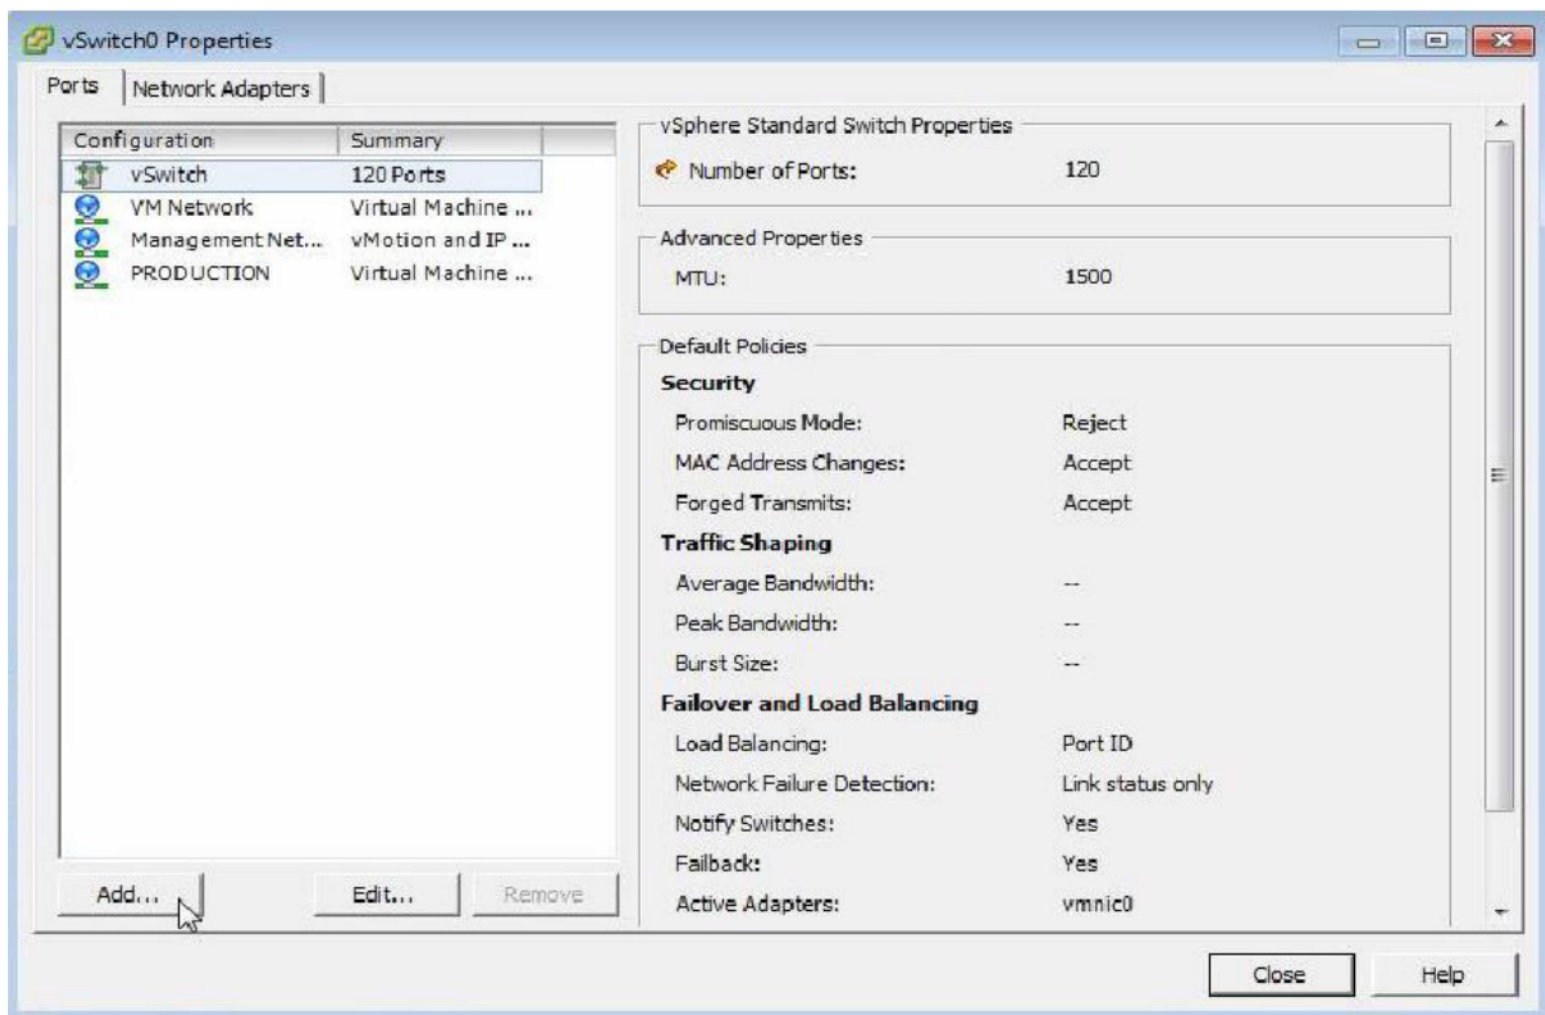 vSwitch0 Properties
Ports Network Adapters
Configuration Summary
vSwitch 120 Ports
VM Network Virtual Machine ...
Management Net... vMotion and IP ...
PRODUCTION Virtual Machine ...
Add... Edit... Remove
vSphere Standard Switch Properties
Number of Ports: 120
Advanced Properties
MTU: 1500
Default Policies
Security
Promiscuous Mode: Reject
MAC Address Changes: Accept
Forged Transmits: Accept
Traffic Shaping
Average Bandwidth: --
Peak Bandwidth: --
Burst Size: --
Failover and Load Balancing
Load Balancing: Port ID
Network Failure Detection: Link status only
Notify Switches: Yes
Failback: Yes
Active Adapters: vmnic0
Close Help